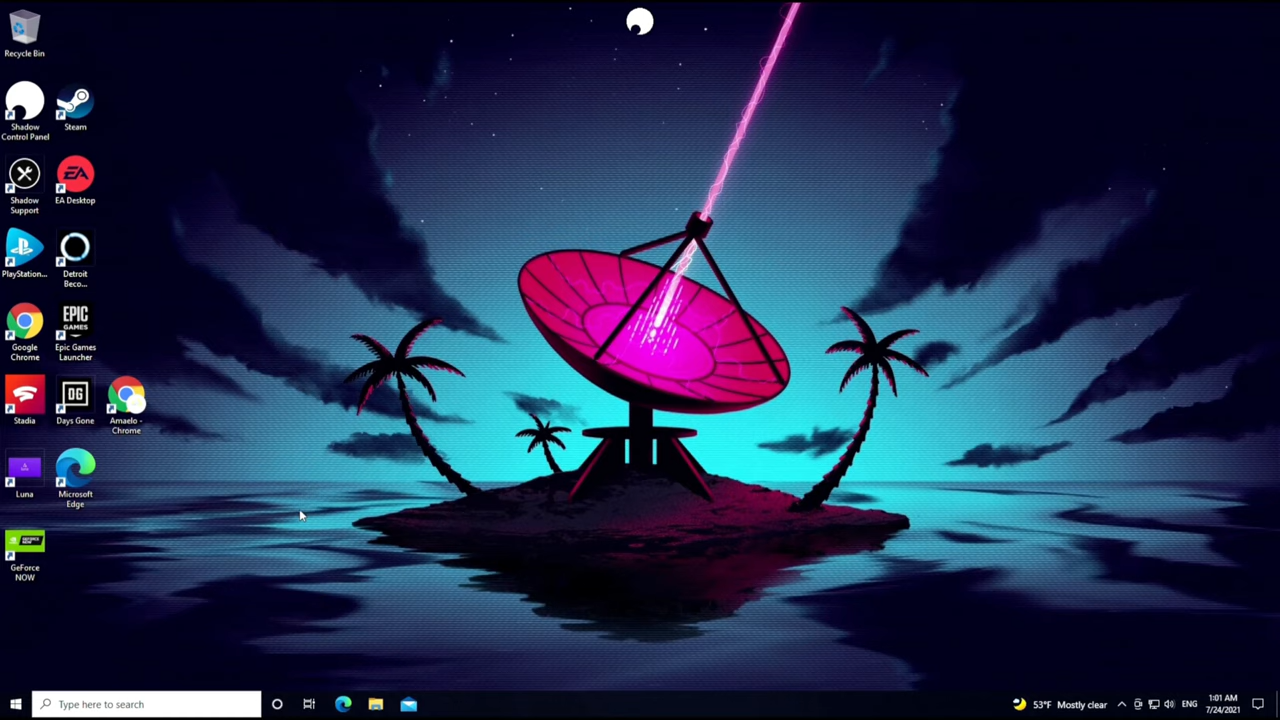 Recycle Bin
Shadow
Control Panel
Steam
Shadow
Support
EA
EA Desktop
PlayStation...
Detroit
Beco...
Google
Chrome
EPIC
GAMES
Epic Games
Launcher
Stadia
DG
Days Gone
Amaelo -
Chrome
Luna
Microsoft
Edge
GEFORCE
NOW
GeForce
NOW
Type here to search
53°F Mostly clear
ENG
1:01 AM
7/24/2021